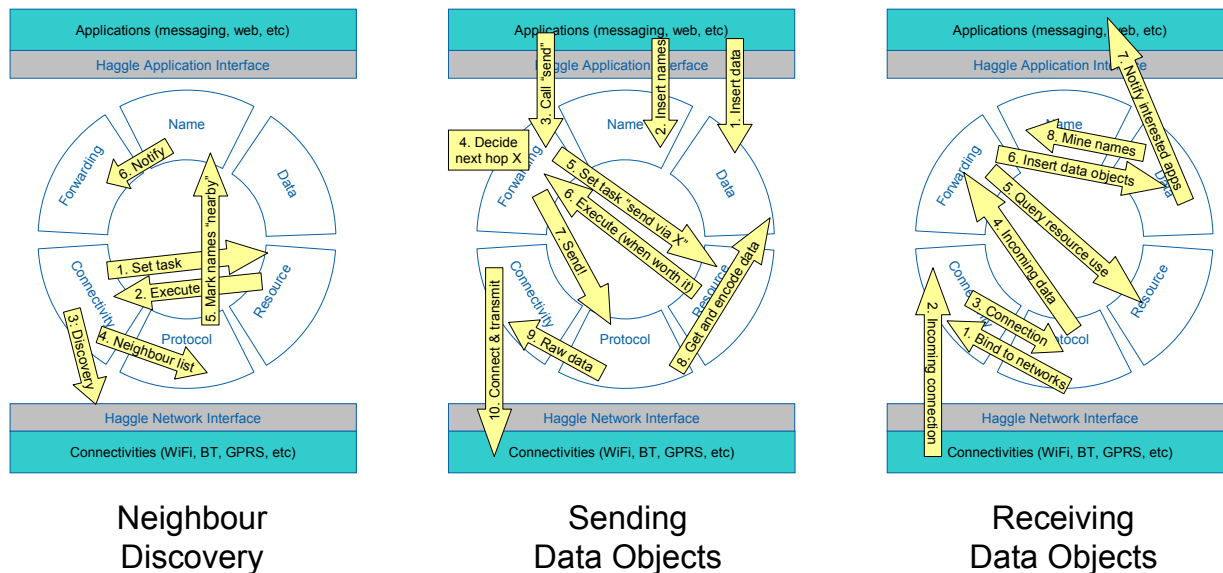 Applications (messaging, web, etc)
Haggle Application Interface
Name
Forwarding
Data
6. Notify
5. Mark names "nearby"
1. Set task
2. Execute
Connectivity
Resource
3: Discovery
4. Neighbour list
Protocol
Haggle Network Interface
Connectivities (WiFi, BT, GPRS, etc)
Neighbour
Discovery
Applications (messaging, web, etc)
Haggle Application Interface
3. Call "send"
2. Insert names
1. Insert data
Name
4. Decide
next hop X
Forwarding
Data
5. Set task "send via X"
6. Execute (when worth it)
7. Send!
Connectivity
Resource
8. Get and encode data
Protocol
9. Raw data
10. Connect & transmit
Haggle Network Interface
Connectivities (WiFi, BT, GPRS, etc)
Sending
Data Objects
Applications (messaging, web, etc)
Haggle Application Interface
7. Notify interested apps
Name
8. Mine names
6. Insert data objects
Forwarding
Data
5. Query resource use
4. Incoming data
Connectivity
Resource
3. Connection
Protocol
1. Bind to networks
2. Incoming connection
Haggle Network Interface
Connectivities (WiFi, BT, GPRS, etc)
Receiving
Data Objects